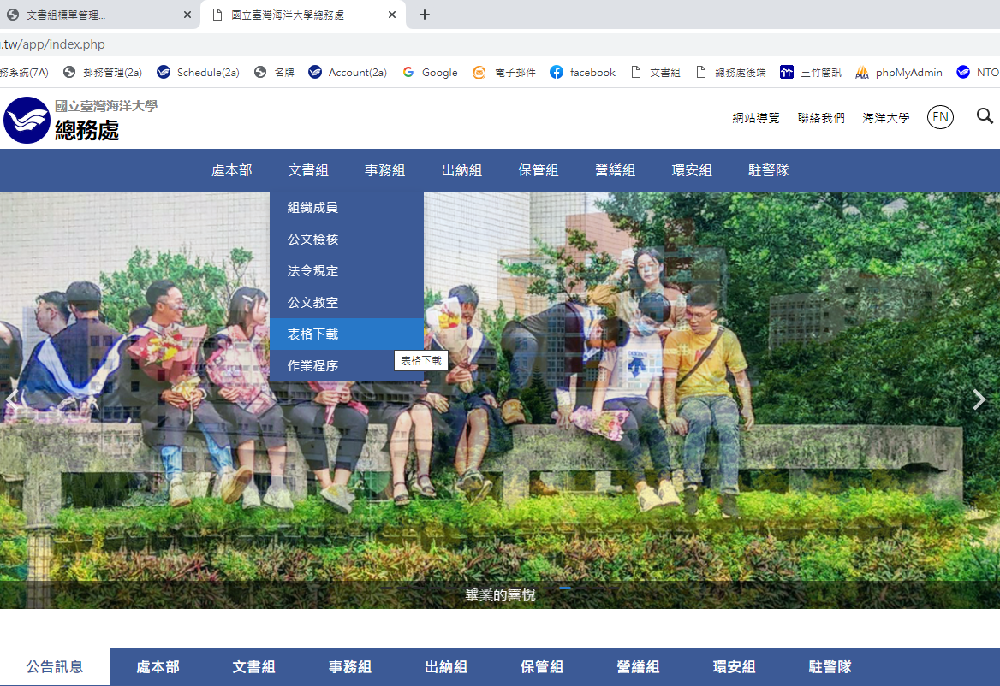 文書組標單管理...
國立臺灣海洋大學總務處
.tw/app/index.php
務系統(7A) 郵務管理(2a) Schedule(2a) 名牌 Account(2a) Google 電子郵件 facebook 文書組 總務處後端 三竹簡訊 phpMyAdmin NTO
國立臺灣海洋大學
總務處
網站導覽 聯絡我們 海洋大學 EN
處本部 文書組 事務組 出納組 保管組 營繕組 環安組 駐警隊
組織成員
公文檢核
法令規定
公文教室
表格下載
表格下載
作業程序
畢業的喜悅
公告訊息 處本部 文書組 事務組 出納組 保管組 營繕組 環安組 駐警隊